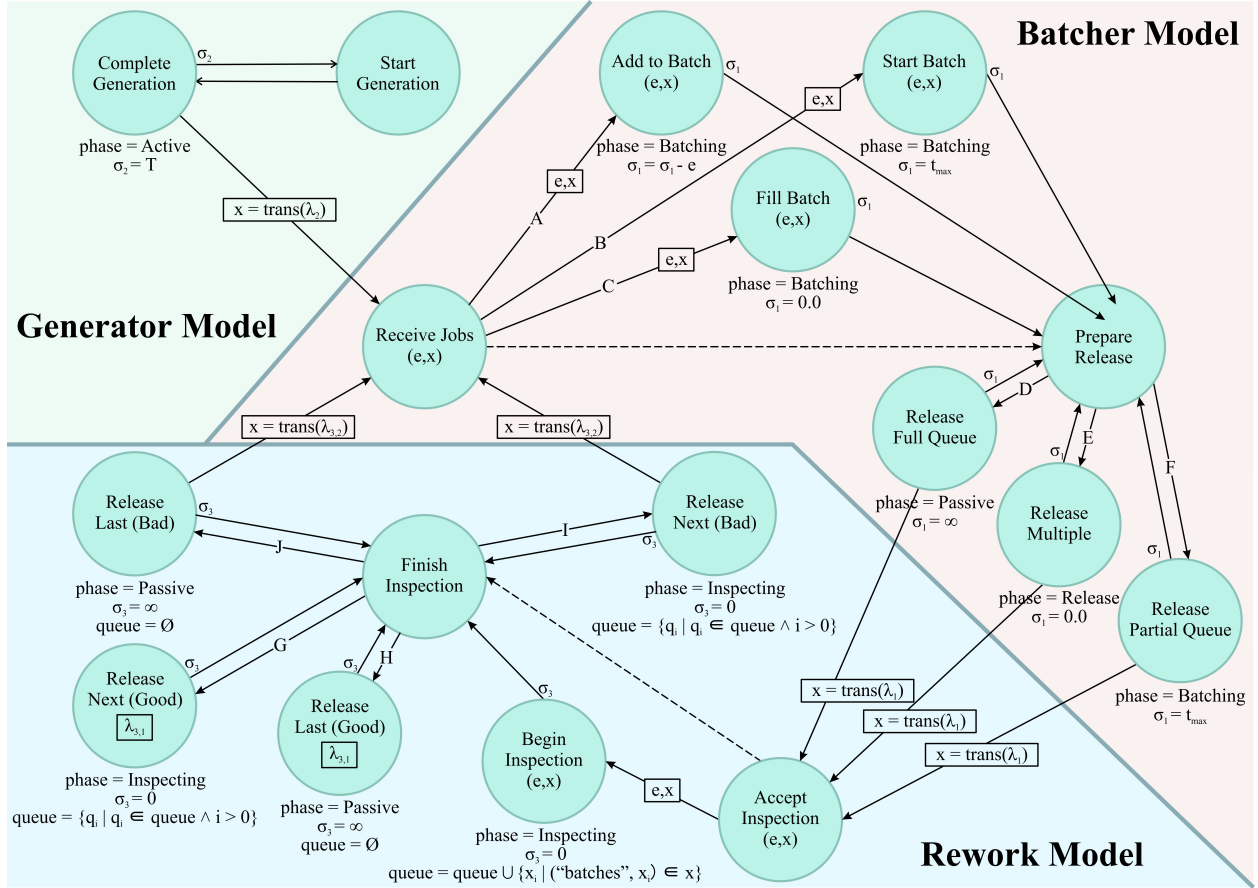 Batcher Model
Complete
Generation
σ₂
Start
Generation
phase = Active
σ₂ = T
x = trans(λ₂)
Generator Model
Add to Batch
(e,x)
σ₁
phase = Batching
σ₁ = σ₁ - e
e,x
A
Start Batch
(e,x)
σ₁
phase = Batching
σ₁ = tₘₐₓ
e,x
B
Fill Batch
(e,x)
σ₁
phase = Batching
σ₁ = 0.0
e,x
C
Receive Jobs
(e,x)
Prepare
Release
σ₁
D
Release
Full Queue
phase = Passive
σ₁ = ∞
E
σ₁
Release
Multiple
phase = Release
σ₁ = 0.0
F
σ₁
Release
Partial Queue
phase = Batching
σ₁ = tₘₐₓ
x = trans(λ₃,₂)
x = trans(λ₃,₂)
Release
Last (Bad)
σ₃
J
phase = Passive
σ₃ = ∞
queue = Ø
Finish
Inspection
I
Release
Next (Bad)
σ₃
phase = Inspecting
σ₃ = 0
queue = {qᵢ | qᵢ ∈ queue ∧ i > 0}
Release
Next (Good)
λ₃,₁
σ₃
G
phase = Inspecting
σ₃ = 0
queue = {qᵢ | qᵢ ∈ queue ∧ i > 0}
σ₃
H
Release
Last (Good)
λ₃,₁
phase = Passive
σ₃ = ∞
queue = Ø
σ₃
Begin
Inspection
(e,x)
phase = Inspecting
σ₃ = 0
queue = queue ∪ {xᵢ | (“batches”, xᵢ) ∈ x}
e,x
x = trans(λ₁)
x = trans(λ₁)
x = trans(λ₁)
Accept
Inspection
(e,x)
Rework Model